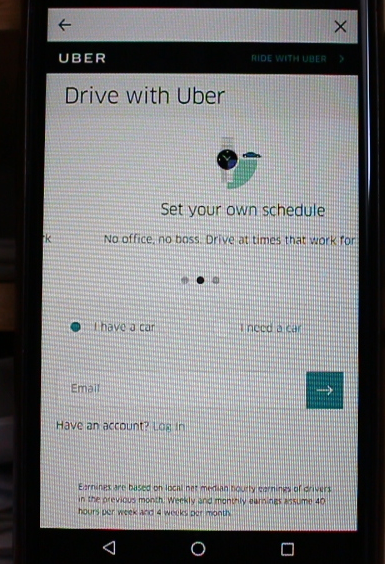 UBER
RIDE WITH UBER
Drive with Uber
Set your own schedule
k No office, no boss. Drive at times that work for
I have a car
I need a car
Email
Have an account? Log in
Earnings are based on local net median hourly earnings of drivers
in the previous month. Weekly and monthly earnings assume 40
hours per week and 4 weeks per month.